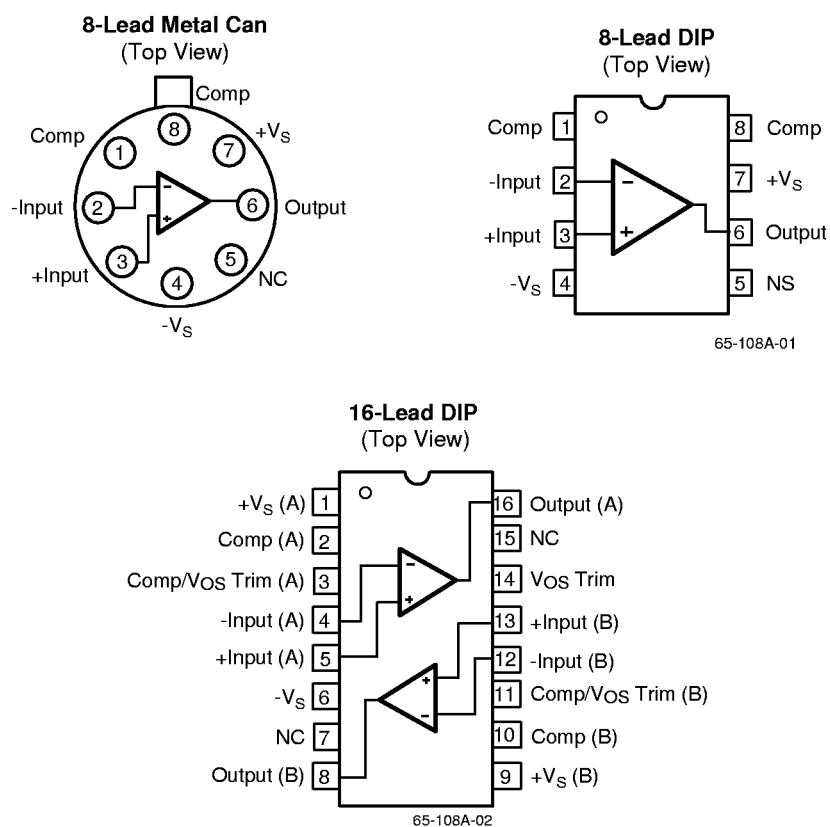 8-Lead Metal Can
(Top View)
Comp
Comp
8
+VS
1
7
-Input
2
-
+
6
Output
+Input
3
5
NC
4
-VS
8-Lead DIP
(Top View)
Comp 1
8 Comp
-Input 2
-
7 +VS
+Input 3
+
6 Output
-VS 4
5 NS
65-108A-01
16-Lead DIP
(Top View)
+VS (A) 1
16 Output (A)
Comp (A) 2
15 NC
Comp/VOS Trim (A) 3
-
14 VOS Trim
-Input (A) 4
+
13 +Input (B)
+Input (A) 5
12 -Input (B)
-VS 6
+
11 Comp/VOS Trim (B)
NC 7
-
10 Comp (B)
Output (B) 8
9 +VS (B)
65-108A-02